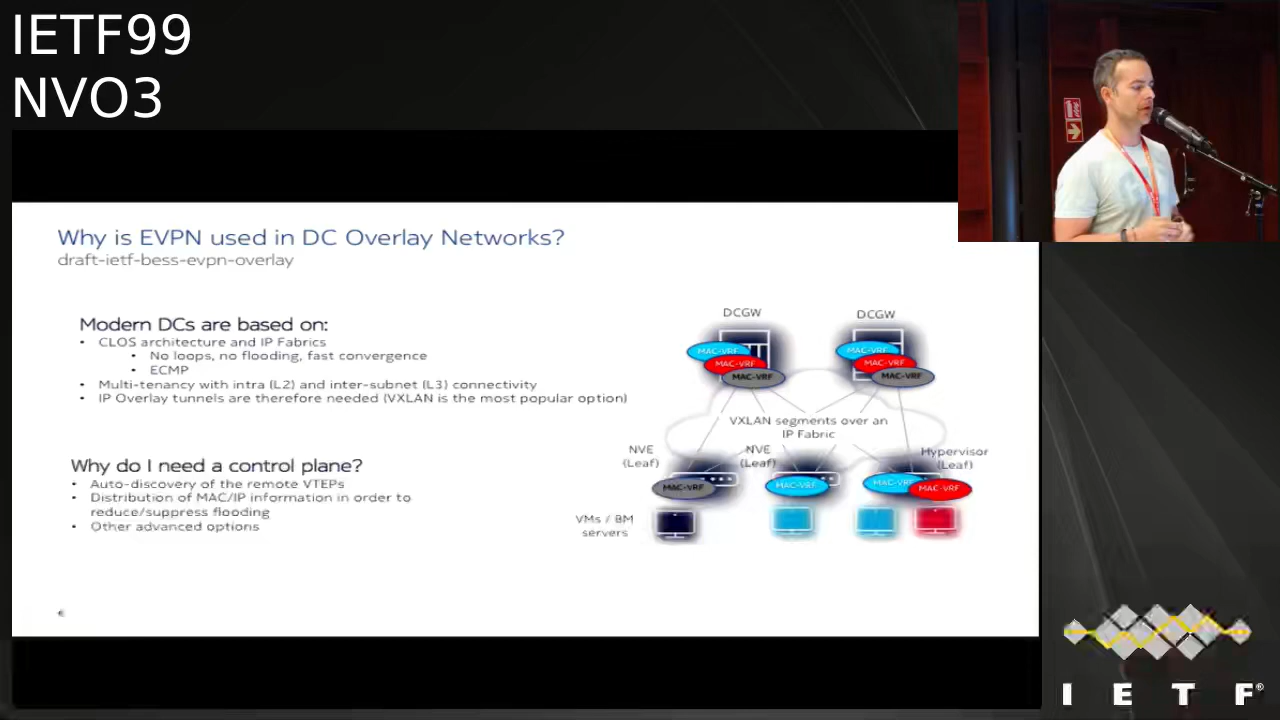 IETF99
NVO3
Why is EVPN used in DC Overlay Networks?
draft-ietf-bess-evpn-overlay
Modern DCs are based on:
• CLOS architecture and IP Fabrics
• No loops, no flooding, fast convergence
• ECMP
• Multi-tenancy with intra (L2) and inter-subnet (L3) connectivity
• IP Overlay tunnels are therefore needed (VXLAN is the most popular option)
Why do I need a control plane?
• Auto-discovery of the remote VTEPs
• Distribution of MAC/IP information in order to
reduce/suppress flooding
• Other advanced options
DCGW
DCGW
MAC-VRF
MAC-VRF
MAC-VRF
MAC-VRF
MAC-VRF
MAC-VRF
VXLAN segments over an
IP Fabric
NVE
(Leaf)
NVE
(Leaf)
Hypervisor
(Leaf)
MAC-VRF
MAC-VRF
MAC-VRF
MAC-VRF
VMs / BM
servers
I E T F®